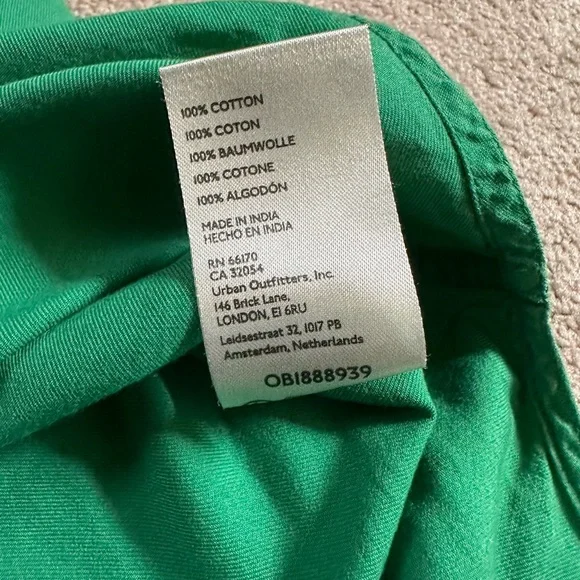 100% COTTON
100% COTON
100% BAUMWOLLE
100% COTONE
100% ALGODÓN
MADE IN INDIA
HECHO EN INDIA
RN 66170
CA 32054
Urban Outfitters, Inc.
146 Brick Lane,
LONDON, E1 6RU
Leidsestraat 32, 1017 PB
Amsterdam, Netherlands
OB1888939